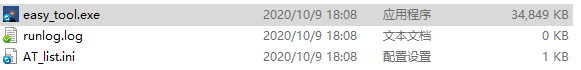 easy_tool.exe 2020/10/9 18:08 应用程序 34,849 KB
runlog.log 2020/10/9 18:08 文本文档 0 KB
AT_list.ini 2020/10/9 18:08 配置设置 1 KB